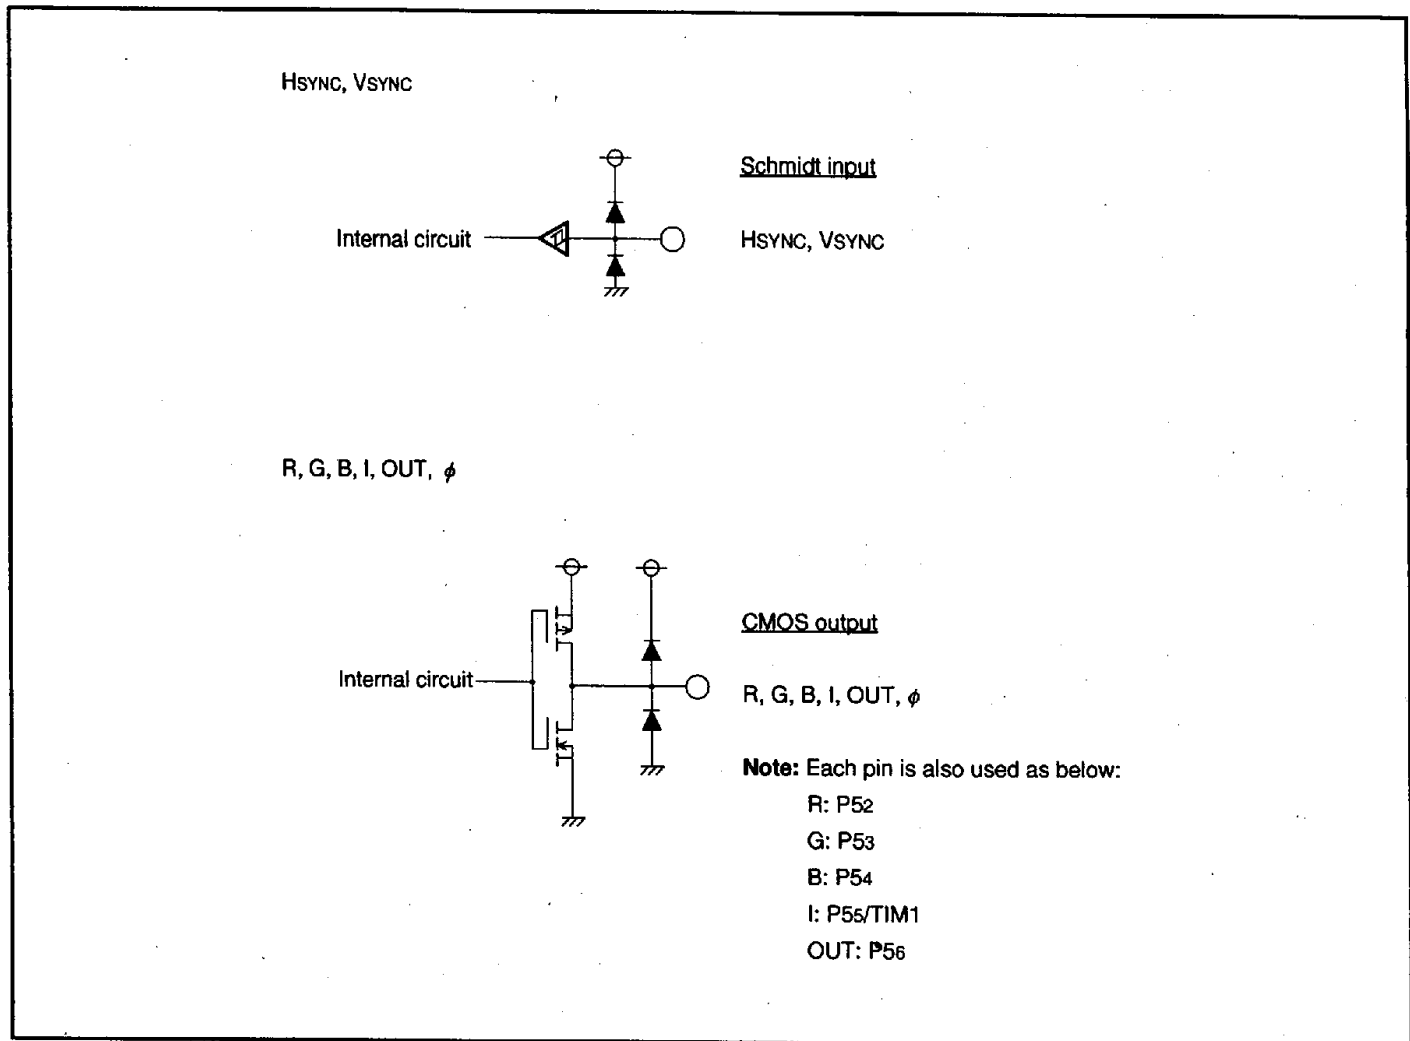 HSYNC, VSYNC
Schmidt input
Internal circuit
HSYNC, VSYNC
R, G, B, I, OUT, ϕ
CMOS output
Internal circuit
R, G, B, I, OUT, ϕ
Note: Each pin is also used as below:
R: P52
G: P53
B: P54
I: P55/TIM1
OUT: P56